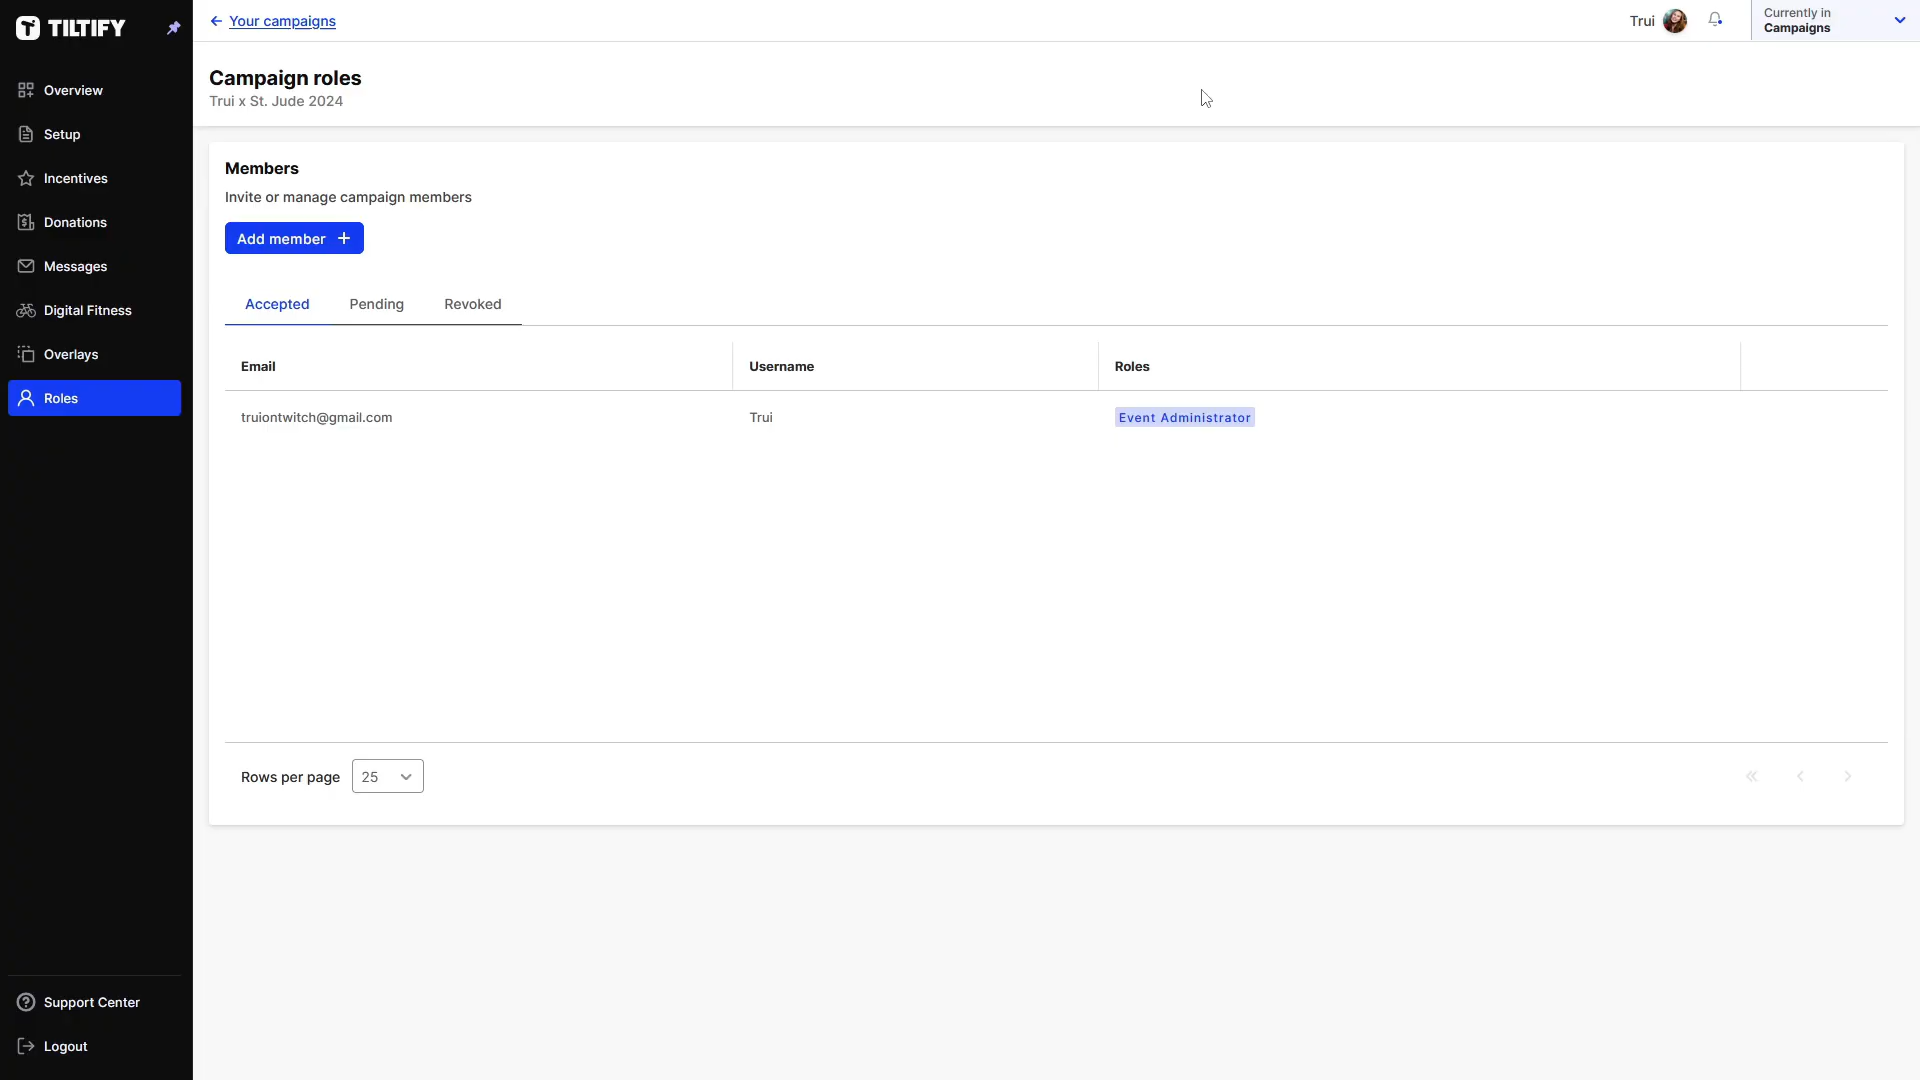 TILTIFY
Overview
Setup
Incentives
Donations
Messages
Digital Fitness
Overlays
Roles
Support Center
Logout
Your campaigns
Trui
Currently in
Campaigns
Campaign roles
Trui x St. Jude 2024
Members
Invite or manage campaign members
Add member +
Accepted Pending Revoked
Email Username Roles
truiontwitch@gmail.com Trui Event Administrator
Rows per page 25